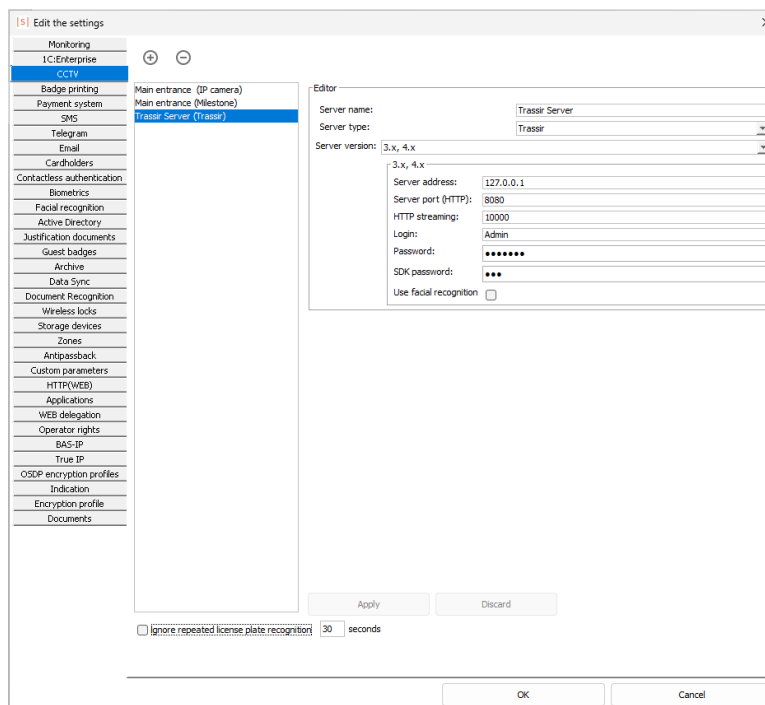 |S| Edit the settings
Monitoring
1C:Enterprise
CCTV
Badge printing
Payment system
SMS
Telegram
Email
Cardholders
Contactless authentication
Biometrics
Facial recognition
Active Directory
Justification documents
Guest badges
Archive
Data Sync
Document Recognition
Wireless locks
Storage devices
Zones
Antipassback
Custom parameters
HTTP(WEB)
Applications
WEB delegation
Operator rights
BAS-IP
True IP
OSDP encryption profiles
Indication
Encryption profile
Documents
Main entrance (IP camera)
Main entrance (Milestone)
Trassir Server (Trassir)
Editor
Server name: Trassir Server
Server type: Trassir
Server version: 3.x, 4.x
3.x, 4.x
Server address: 127.0.0.1
Server port (HTTP): 8080
HTTP streaming: 10000
Login: Admin
Password: •••••••
SDK password: •••
Use facial recognition
Apply Discard
Ignore repeated license plate recognition 30 seconds
OK Cancel